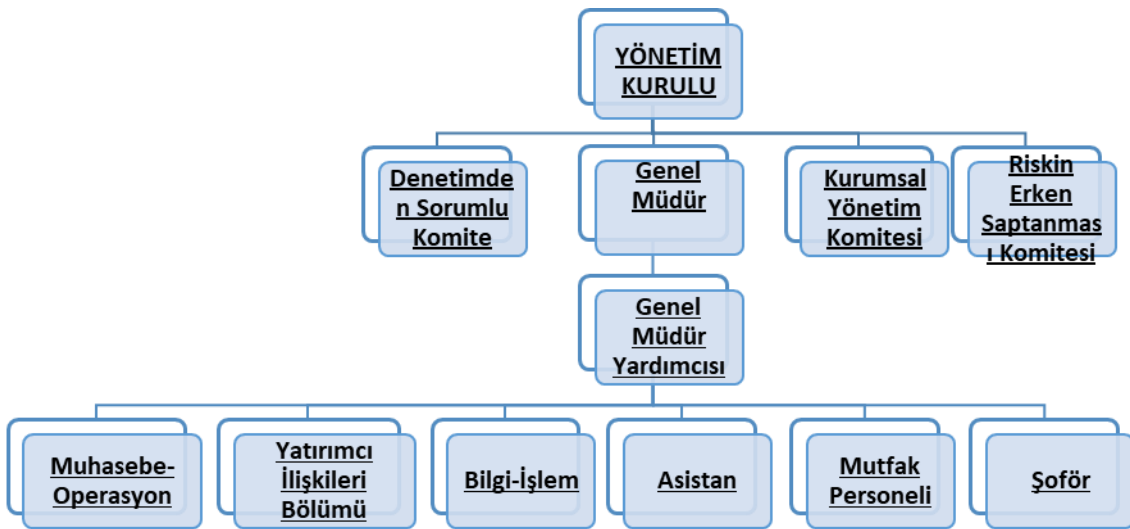 YÖNETİM
KURULU
Denetimde
n Sorumlu
Komite
Genel
Müdür
Kurumsal
Yönetim
Komitesi
Riskin
Erken
Saptanmas
ı Komitesi
Genel
Müdür
Yardımcısı
Muhasebe-
Operasyon
Yatırımcı
İlişkileri
Bölümü
Bilgi-İşlem
Asistan
Mutfak
Personeli
Şoför